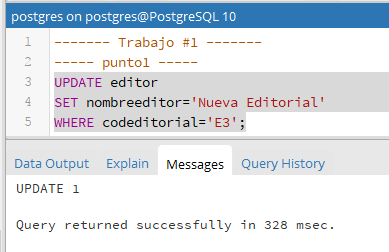 postgres on postgres@PostgreSQL 10
1 ------- Trabajo #1 -------
2 ----- punto1 -----
3 UPDATE editor
4 SET nombreeditor='Nueva Editorial'
5 WHERE codeditorial='E3';
Data Output Explain Messages Query History
UPDATE 1
Query returned successfully in 328 msec.